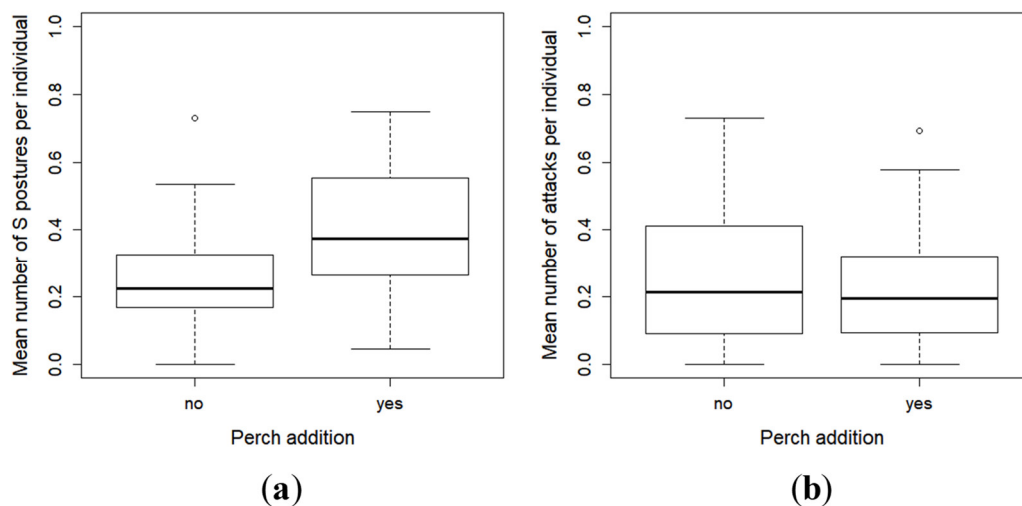 Mean number of S postures per individual
1.0
0.8
0.6
0.4
0.2
0.0
no yes
Perch addition
(a)
Mean number of attacks per individual
1.0
0.8
0.6
0.4
0.2
0.0
no yes
Perch addition
(b)